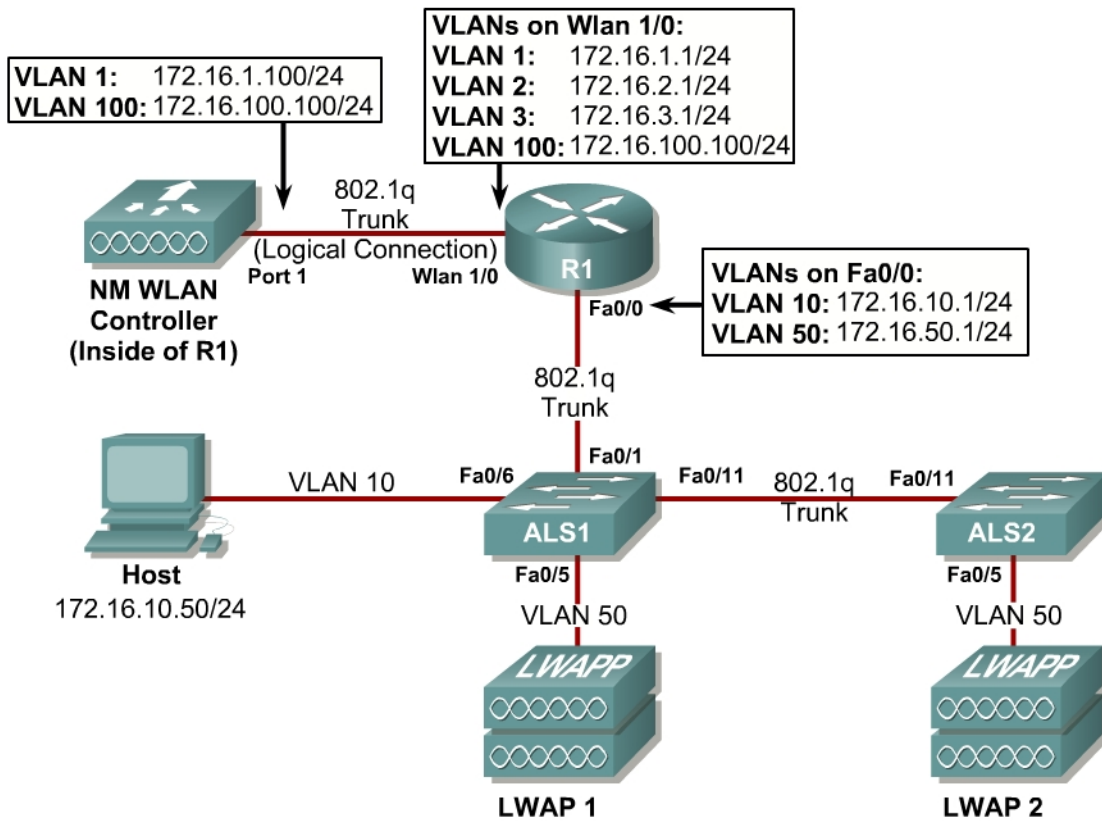 VLANs on Wlan 1/0:
VLAN 1: 172.16.1.1/24
VLAN 2: 172.16.2.1/24
VLAN 3: 172.16.3.1/24
VLAN 100: 172.16.100.100/24
VLAN 1: 172.16.1.100/24
VLAN 100: 172.16.100.100/24
802.1q
Trunk
(Logical Connection)
Port 1
Wlan 1/0
R1
NM WLAN
Controller
(Inside of R1)
Fa0/0
VLANs on Fa0/0:
VLAN 10: 172.16.10.1/24
VLAN 50: 172.16.50.1/24
802.1q
Trunk
VLAN 10
Fa0/6
Fa0/1
Fa0/11
802.1q
Trunk
Fa0/11
ALS1
ALS2
Host
172.16.10.50/24
Fa0/5
Fa0/5
VLAN 50
VLAN 50
LWAPP
LWAPP
LWAP 1
LWAP 2